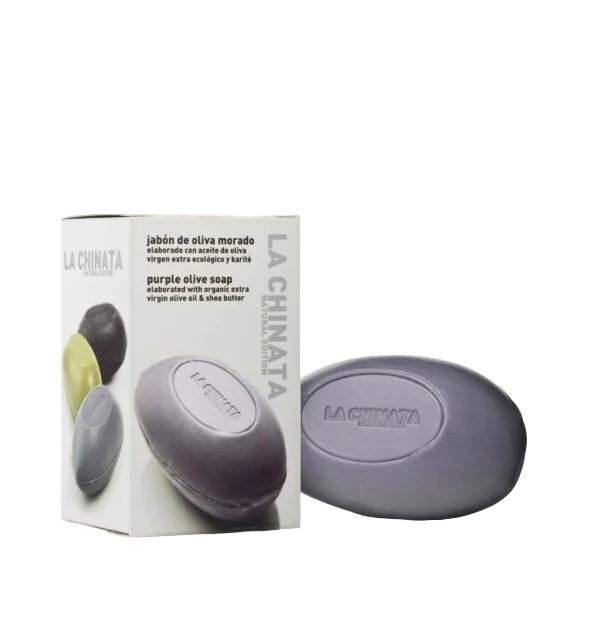 LA CHINATA
NATURAL EDITION
jabón de oliva morado
elaborado con aceite de oliva
virgen extra ecológico y karité
purple olive soap
elaborated with organic extra
virgin olive oil & shea butter
LA CHINATA
NATURAL EDITION
LA CHINATA
LA CHINATA